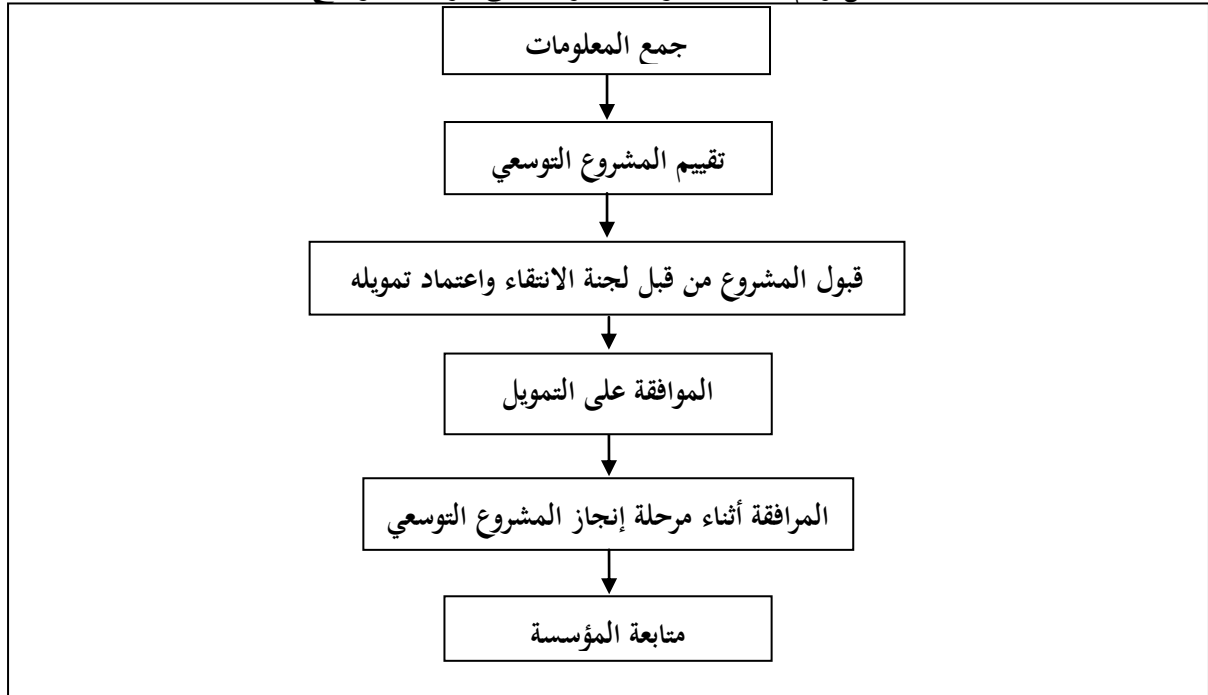 جمع المعلومات
تقييم المشروع التوسعي
قبول المشروع من قبل لجنة الانتقاء واعتماد تمويله
الموافقة على التمويل
المرافقة أثناء مرحلة إنجاز المشروع التوسعي
متابعة المؤسسة